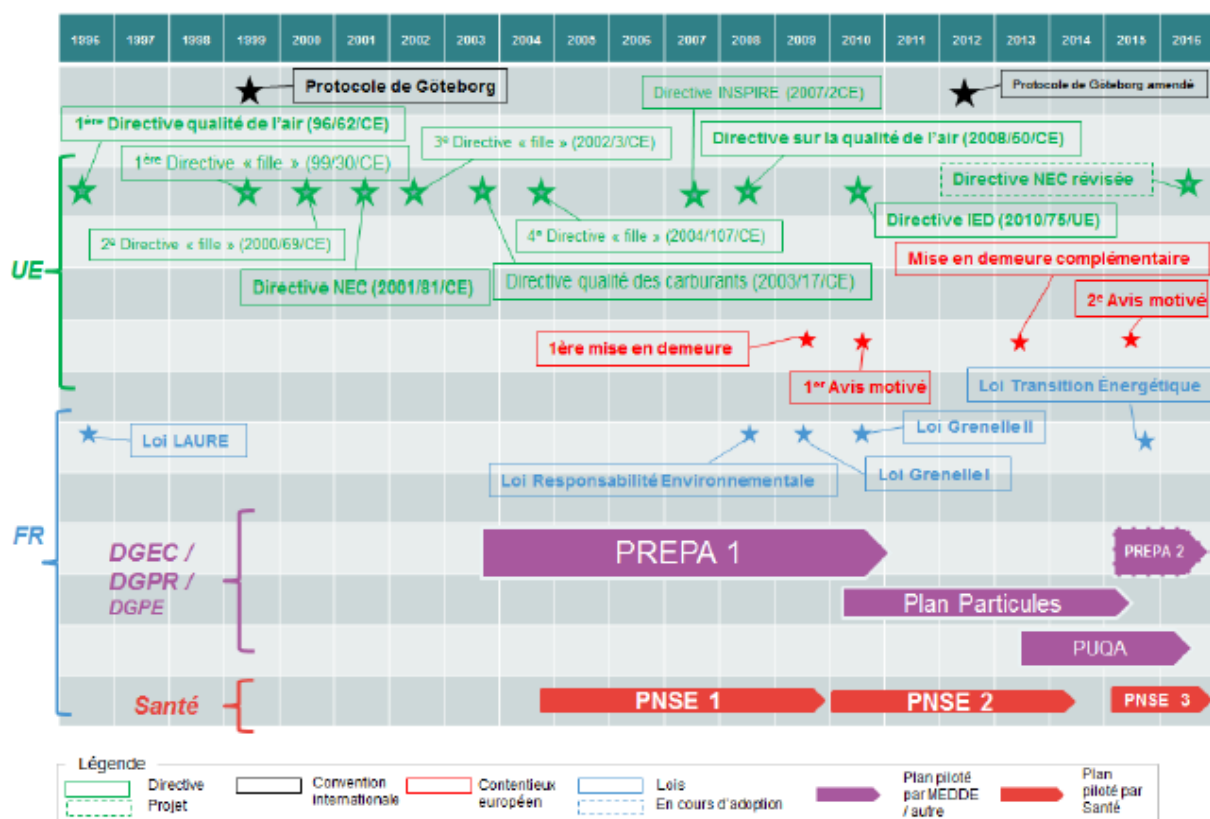 1996 1997 1998 1999 2000 2001 2002 2003 2004 2005 2006 2007 2008 2009 2010 2011 2012 2013 2014 2015 2016
Protocole de Göteborg
Directive INSPIRE (2007/2CE)
Protocole de Göteborg amendé
1ère Directive qualité de l'air (96/62/CE)
3e Directive « fille » (2002/3/CE)
Directive sur la qualité de l'air (2008/50/CE)
1ère Directive « fille » (99/30/CE)
Directive NEC révisée
2e Directive « fille » (2000/69/CE)
4e Directive « fille » (2004/107/CE)
Directive IED (2010/75/UE)
UE
Directive NEC (2001/81/CE)
Directive qualité des carburants (2003/17/CE)
Mise en demeure complémentaire
2e Avis motivé
1ère mise en demeure
1er Avis motivé
Loi Transition Énergétique
Loi LAURE
Loi Grenelle II
Loi Responsabilité Environnementale
Loi Grenelle I
FR
DGEC /
DGPR /
DGPE
PREPA 1
PREPA 2
Plan Particules
PUQA
Santé
PNSE 1
PNSE 2
PNSE 3
Légende
Directive
Projet
Convention
internationale
Contentieux
européen
Lois
En cours d'adoption
Plan piloté
par MEDDE
/ autre
Plan
piloté par
Santé